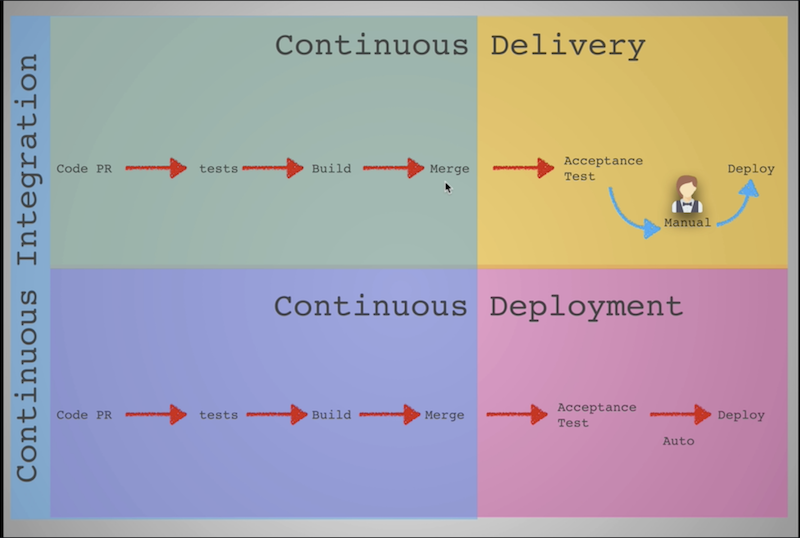 Continuous Integration
Continuous Delivery
Code PR
tests
Build
Merge
Acceptance
Test
Manual
Deploy
Continuous Deployment
Code PR
tests
Build
Merge
Acceptance
Test
Auto
Deploy